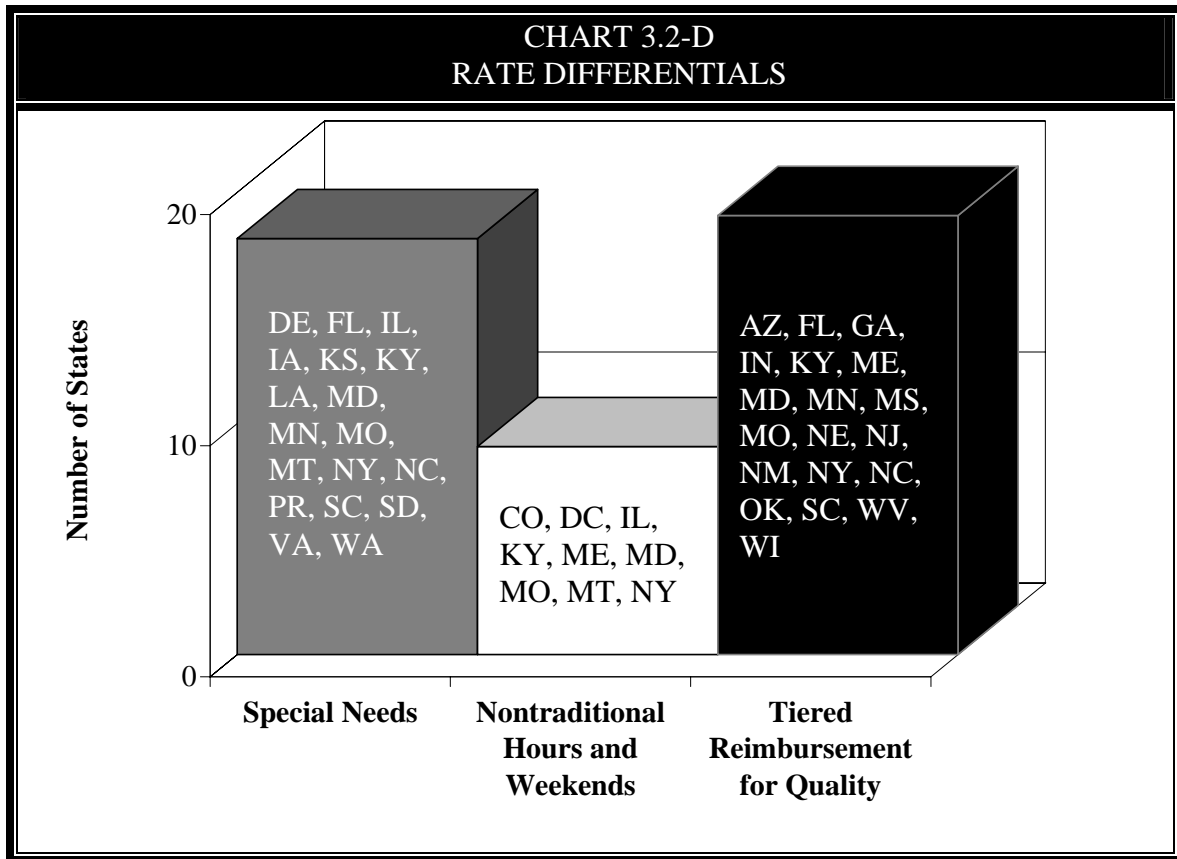 CHART 3.2-D
RATE DIFFERENTIALS
20
10
0
Number of States
DE, FL, IL,
IA, KS, KY,
LA, MD,
MN, MO,
MT, NY, NC,
PR, SC, SD,
VA, WA
CO, DC, IL,
KY, ME, MD,
MO, MT, NY
AZ, FL, GA,
IN, KY, ME,
MD, MN, MS,
MO, NE, NJ,
NM, NY, NC,
OK, SC, WV,
WI
Special Needs
Nontraditional
Hours and
Weekends
Tiered
Reimbursement
for Quality